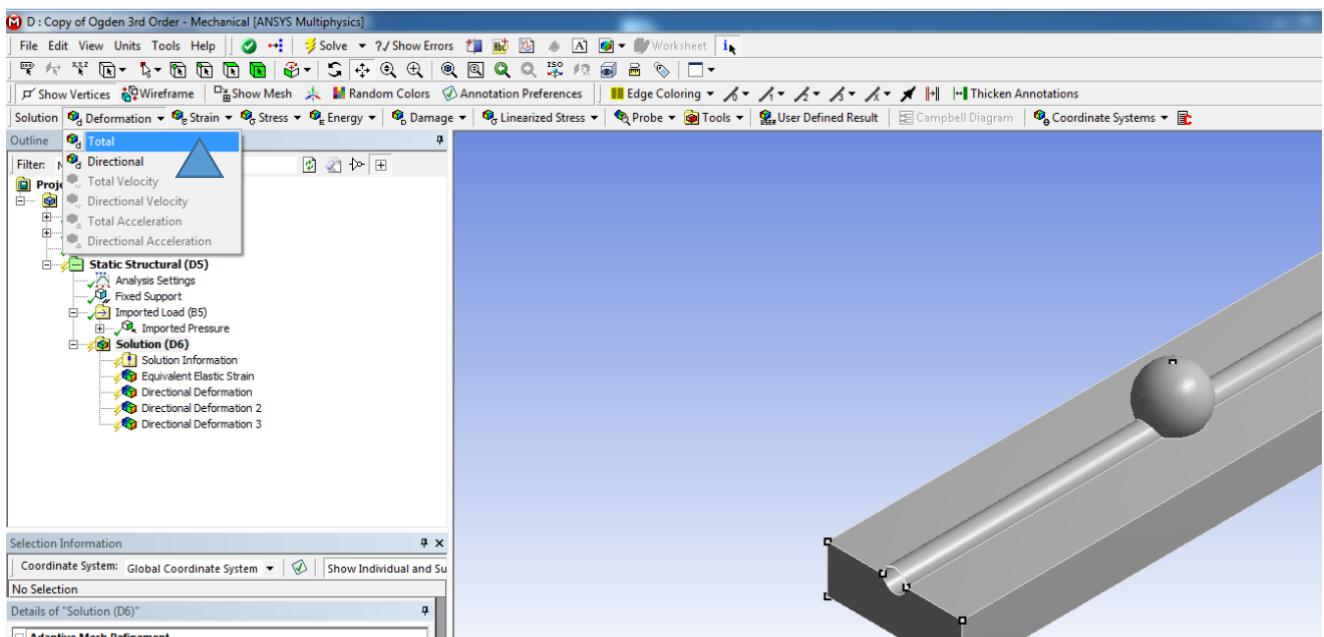 D : Copy of Ogden 3rd Order - Mechanical [ANSYS Multiphysics]
File Edit View Units Tools Help Solve ?/ Show Errors Worksheet
Show Vertices Wireframe Show Mesh Random Colors Annotation Preferences Edge Coloring Thicken Annotations
Solution Deformation Strain Stress Energy Damage Linearized Stress Probe Tools User Defined Result Campbell Diagram Coordinate Systems
Outline
Total
Filter:
Directional
Total Velocity
Directional Velocity
Total Acceleration
Directional Acceleration
Static Structural (D5)
Analysis Settings
Fixed Support
Imported Load (B5)
Imported Pressure
Solution (D6)
Solution Information
Equivalent Elastic Strain
Directional Deformation
Directional Deformation 2
Directional Deformation 3
Selection Information
Coordinate System: Global Coordinate System Show Individual and Su
No Selection
Details of "Solution (D6)"
Adaptive Mesh Refinement